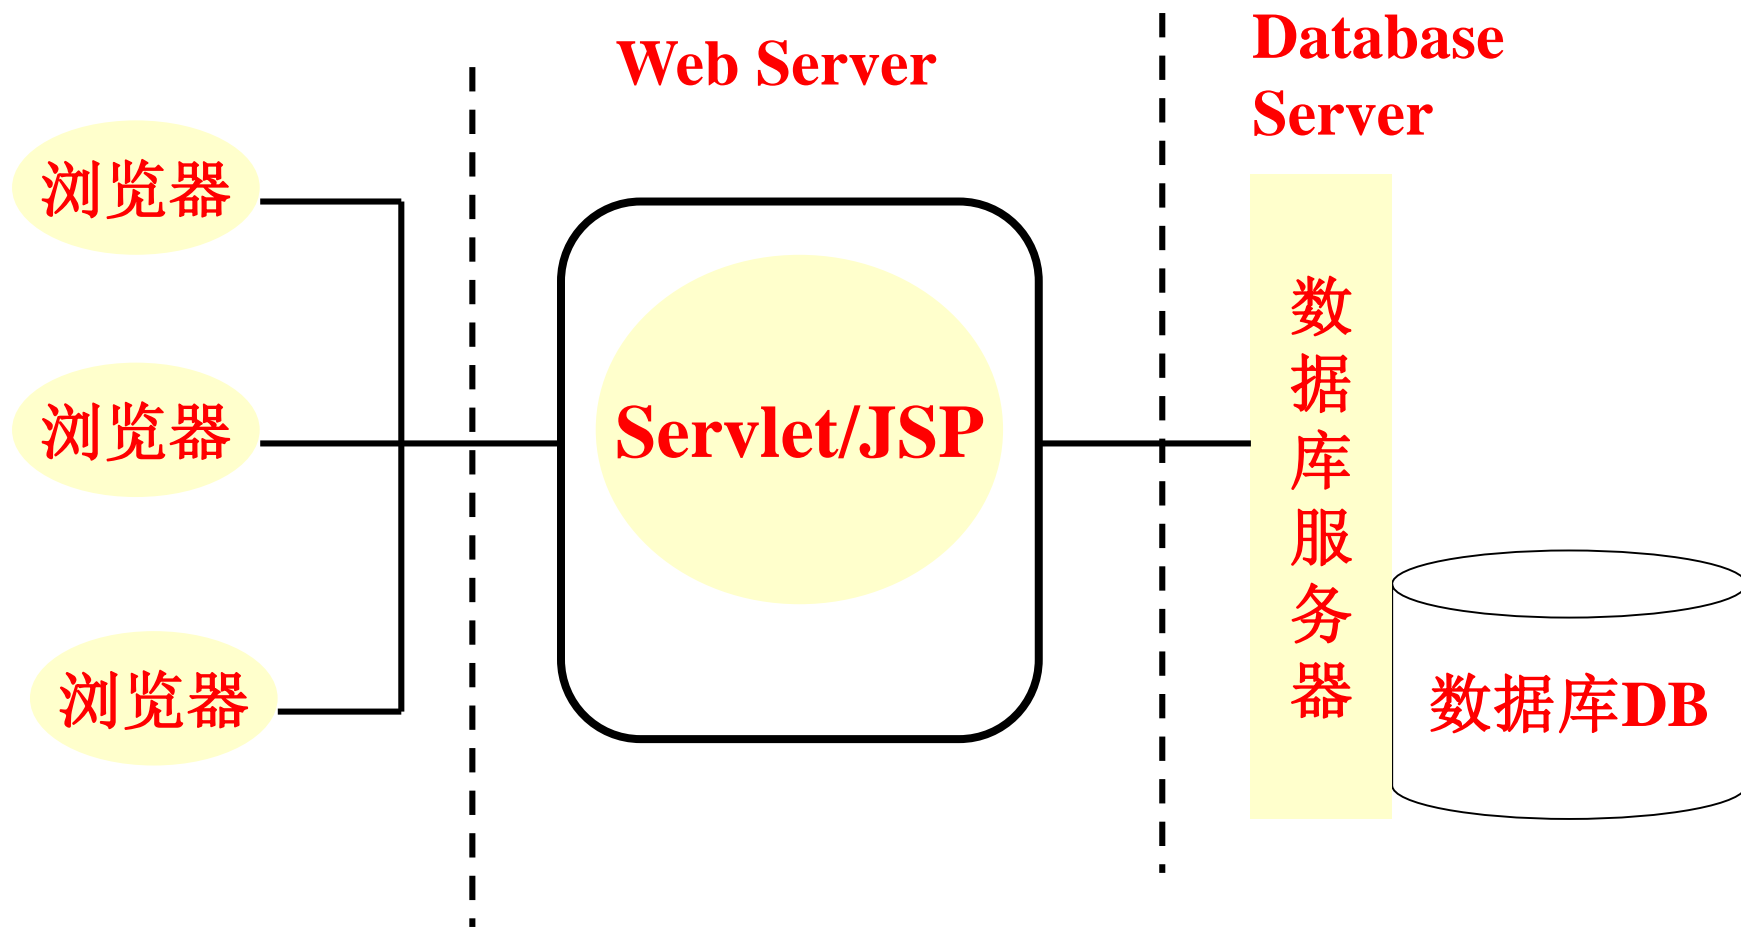 Web Server
Database
Server
浏览器
浏览器
浏览器
Servlet/JSP
数
据
库
服
务
器
数据库DB